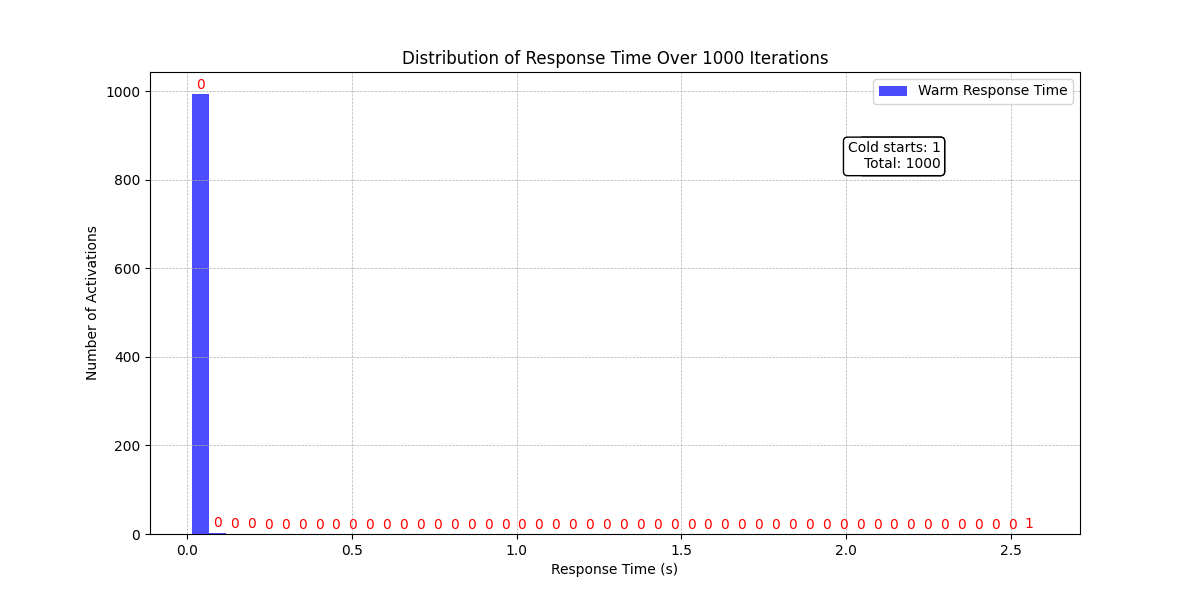 Distribution of Response Time Over 1000 Iterations
0
1000
Warm Response Time
Cold starts: 1
Total: 1000
800
600
Number of Activations
400
200
0 0 0 0 0 0 0 0 0 0 0 0 0 0 0 0 0 0 0 0 0 0 0 0 0 0 0 0 0 0 0 0 0 0 0 0 0 0 0 0 0 0 0 0 0 0 0 0 1
0
0.0 0.5 1.0 1.5 2.0 2.5
Response Time (s)